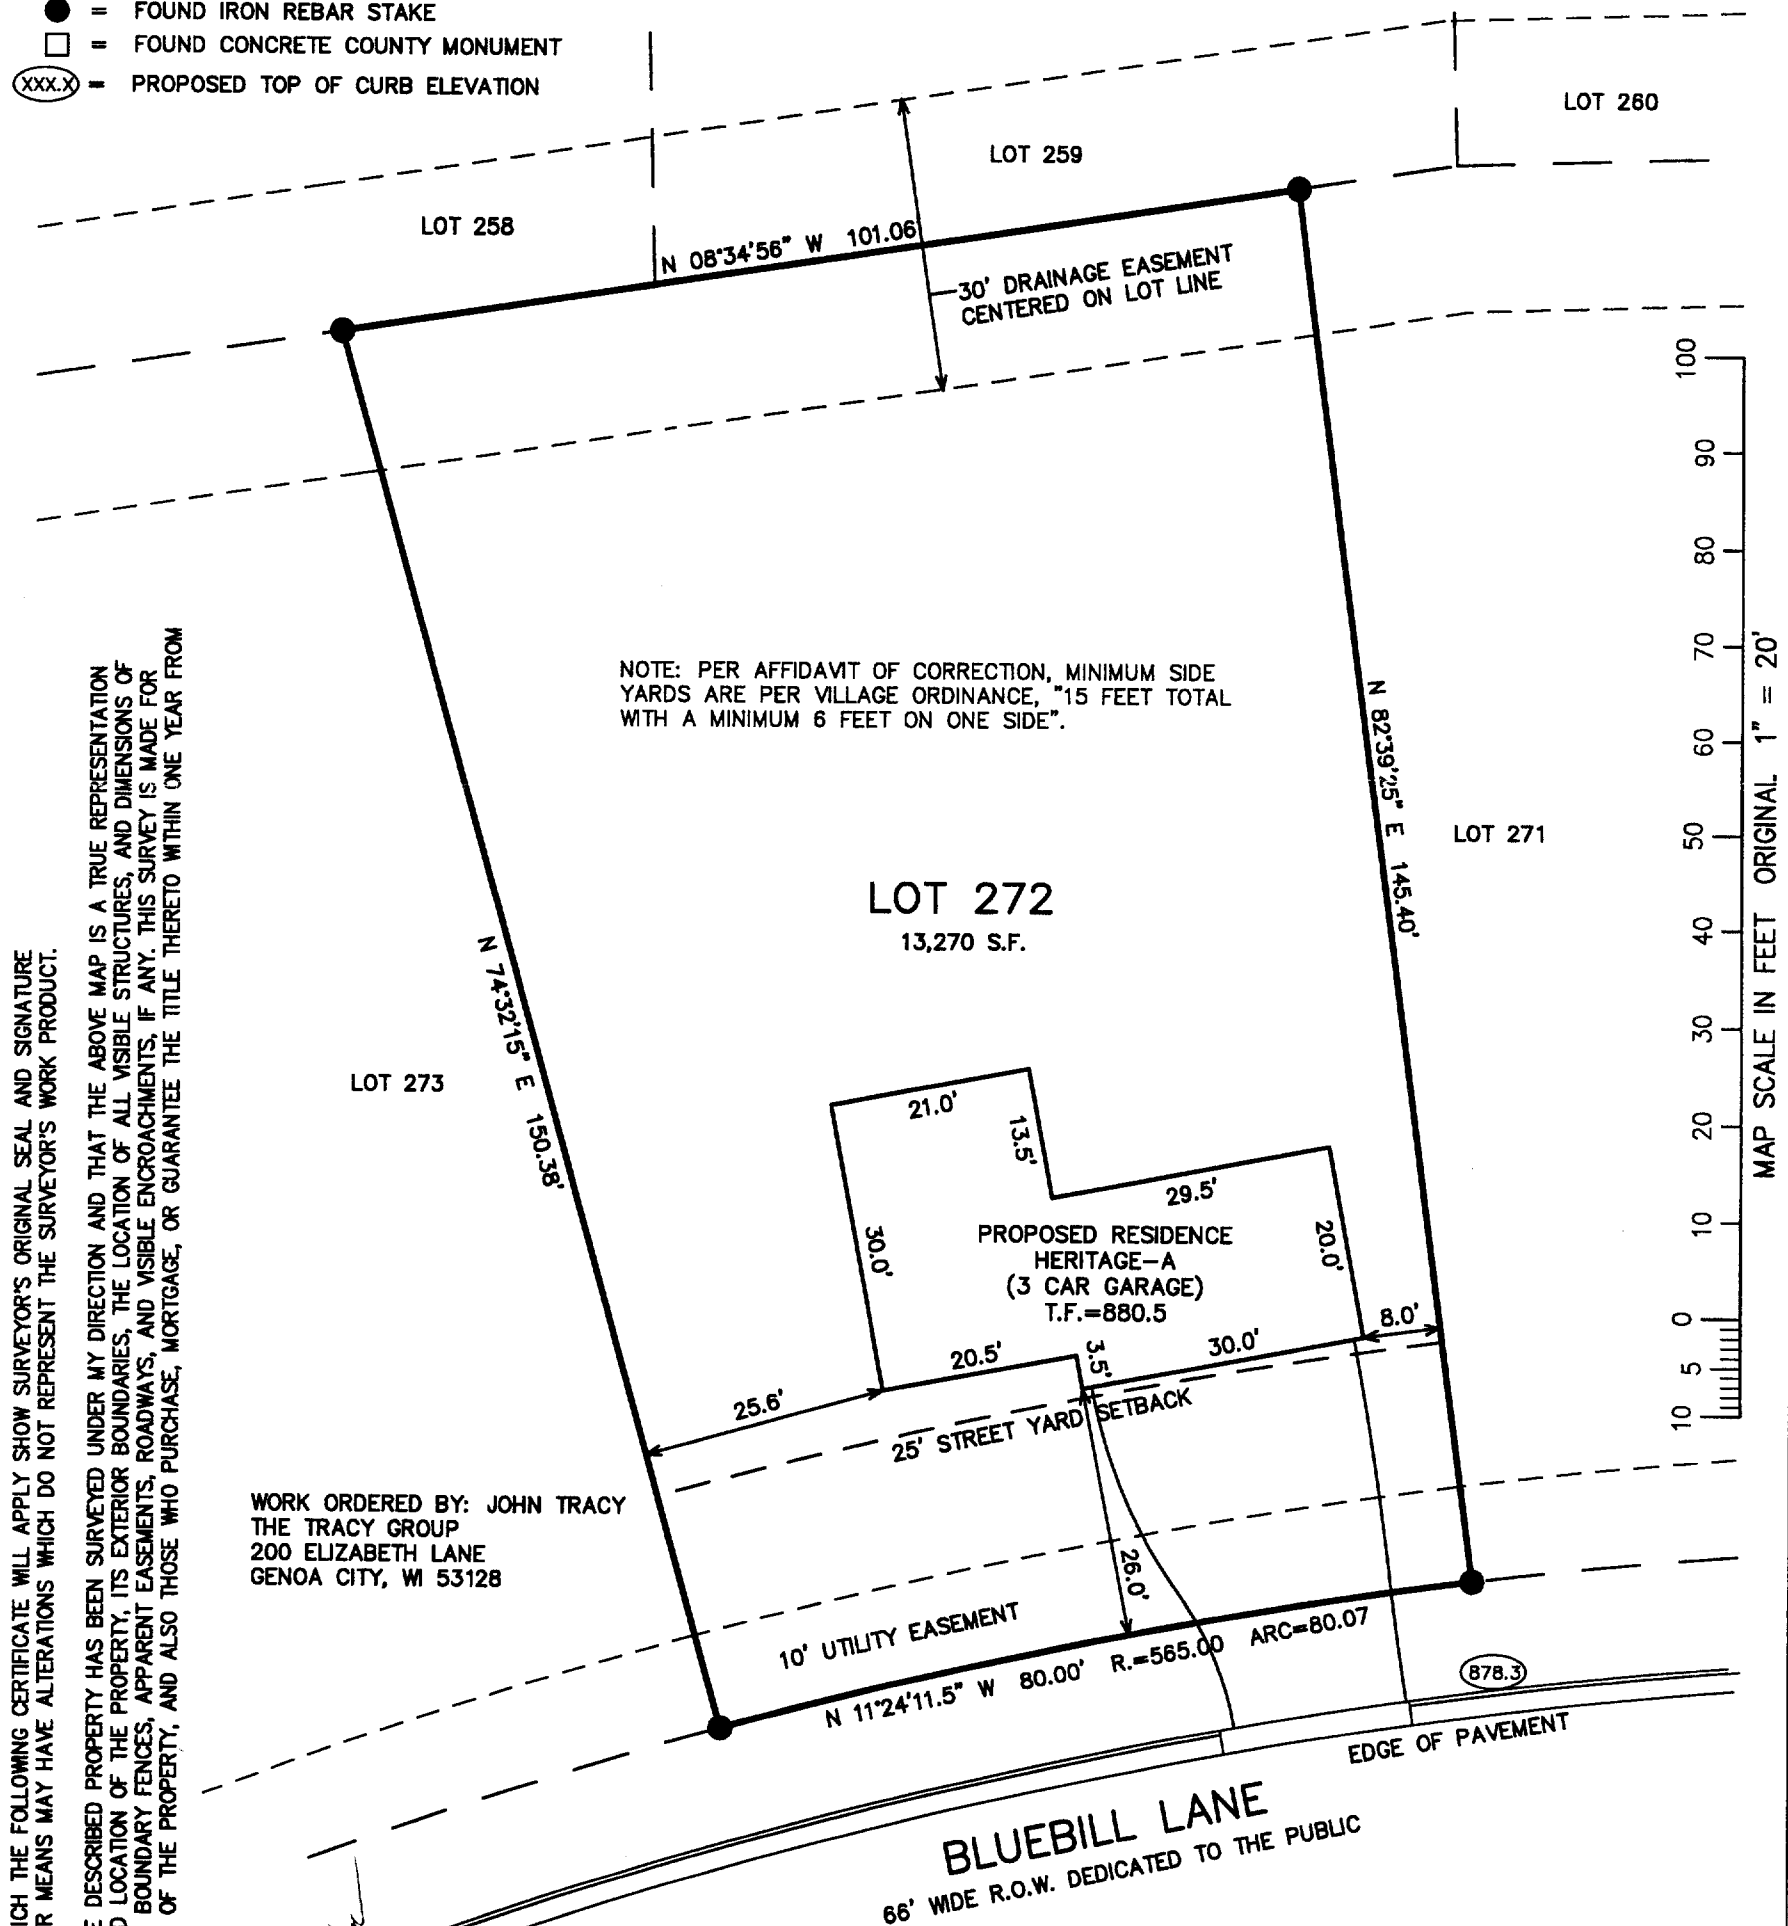 ● = FOUND IRON REBAR STAKE
□ = FOUND CONCRETE COUNTY MONUMENT
XXX.X = PROPOSED TOP OF CURB ELEVATION
LOT 260
LOT 259
LOT 258
N 08°34'56" W 101.06
30' DRAINAGE EASEMENT
CENTERED ON LOT LINE
NOTE: PER AFFIDAVIT OF CORRECTION, MINIMUM SIDE
YARDS ARE PER VILLAGE ORDINANCE, "15 FEET TOTAL
WITH A MINIMUM 6 FEET ON ONE SIDE".
N 82°39'25" E 145.40'
LOT 271
LOT 272
13,270 S.F.
N 74°32'15" E 150.38'
LOT 273
21.0'
13.5'
29.5'
30.0'
20.0'
PROPOSED RESIDENCE
HERITAGE-A
(3 CAR GARAGE)
T.F.=880.5
8.0'
20.5'
3.5'
30.0'
25.6'
25' STREET YARD SETBACK
WORK ORDERED BY: JOHN TRACY
THE TRACY GROUP
200 ELIZABETH LANE
GENOA CITY, WI 53128
26.0'
10' UTILITY EASEMENT
N 11°24'11.5" W 80.00' R.=565.00 ARC=80.07
878.3
EDGE OF PAVEMENT
BLUEBILL LANE
66' WIDE R.O.W. DEDICATED TO THE PUBLIC
100
90
80
70
60
50
40
30
20
10
0
5
10
MAP SCALE IN FEET ORIGINAL 1" = 20'
THE FOLLOWING CERTIFICATE WILL APPLY SHOW SURVEYOR'S ORIGINAL SEAL AND SIGNATURE
MEANS MAY HAVE ALTERATIONS WHICH DO NOT REPRESENT THE SURVEYOR'S WORK PRODUCT.
DESCRIBED PROPERTY HAS BEEN SURVEYED UNDER MY DIRECTION AND THAT THE ABOVE MAP IS A TRUE REPRESENTATION
LOCATION OF THE PROPERTY, ITS EXTERIOR BOUNDARIES, THE LOCATION OF ALL VISIBLE STRUCTURES, AND DIMENSIONS OF
BOUNDARY FENCES, APPARENT EASEMENTS, ROADWAYS, AND VISIBLE ENCROACHMENTS, IF ANY. THIS SURVEY IS MADE FOR
OF THE PROPERTY, AND ALSO THOSE WHO PURCHASE, MORTGAGE, OR GUARANTEE THE TITLE THERETO WITHIN ONE YEAR FROM